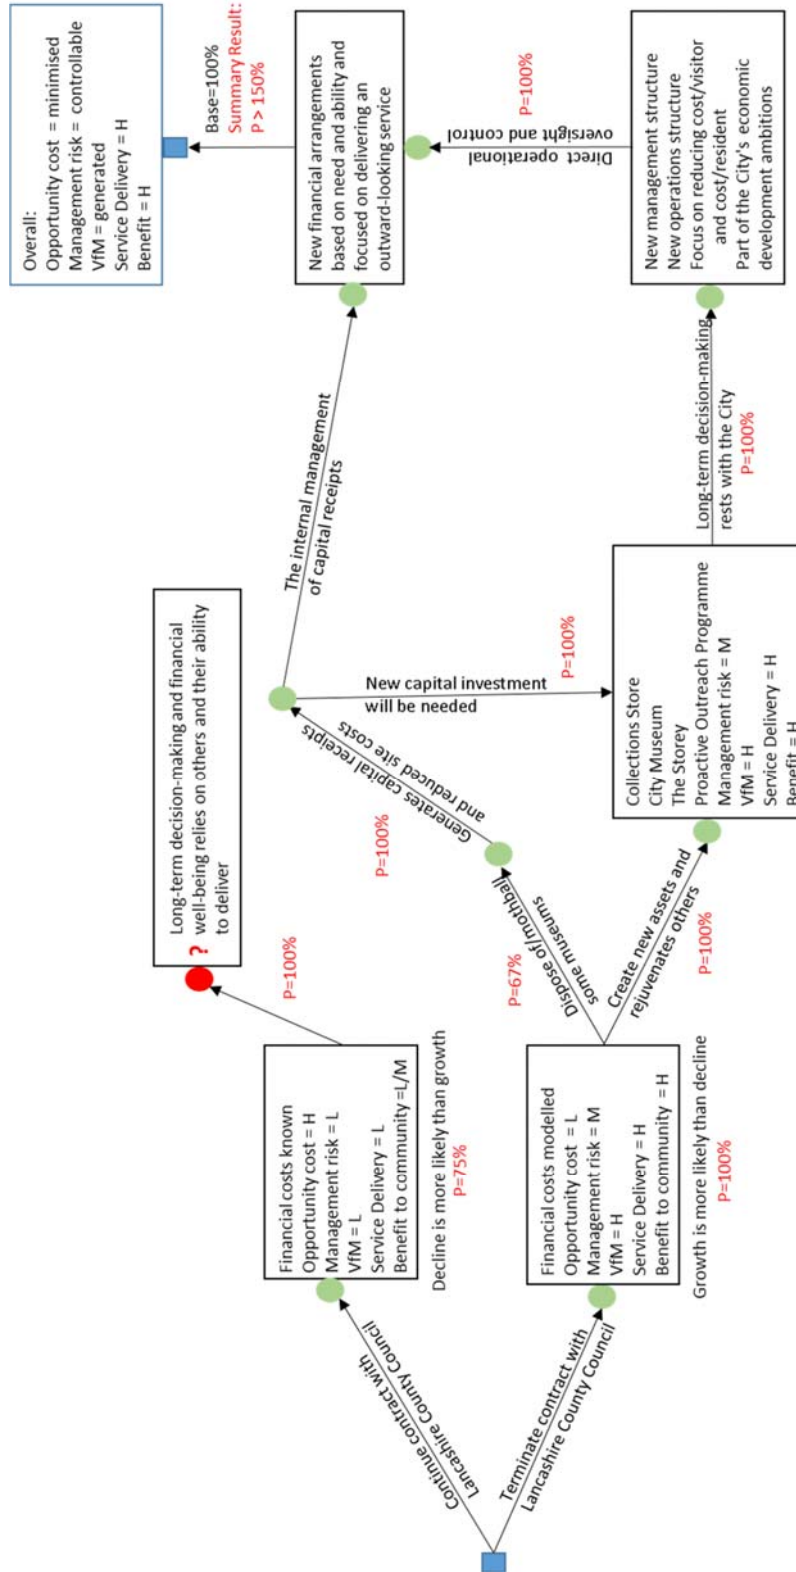 Continue contract with
Lancashire County Council
Terminate contract with
Lancashire County Council
Financial costs known
Opportunity cost = H
Management risk = L
VfM = L
Service Delivery = L
Benefit to community =L/M
Decline is more likely than growth
P=75%
Financial costs modelled
Opportunity cost = L
Management risk = M
VfM = H
Service Delivery = H
Benefit to community = H
Growth is more likely than decline
P=100%
P=100%
?
Long-term decision-making and financial
well-being relies on others and their ability
to deliver
Dispose of/mothball
some museums
P=67%
Create new assets and
rejuvenates others
P=100%
Generates capital receipts
and reduced site costs
P=100%
New capital investment
will be needed
P=100%
The internal management
of capital receipts
Collections Store
City Museum
The Storey
Proactive Outreach Programme
Management risk = M
VfM = H
Service Delivery = H
Benefit = H
Long-term decision-making
rests with the City
P=100%
New management structure
New operations structure
Focus on reducing cost/visitor
and cost/resident
Part of the City's economic
development ambitions
Direct operational
oversight and control
P=100%
New financial arrangements
based on need and ability and
focused on delivering an
outward-looking service
Base=100%
Summary Result:
P > 150%
Overall:
Opportunity cost = minimised
Management risk = controllable
VfM = generated
Service Delivery = H
Benefit = H